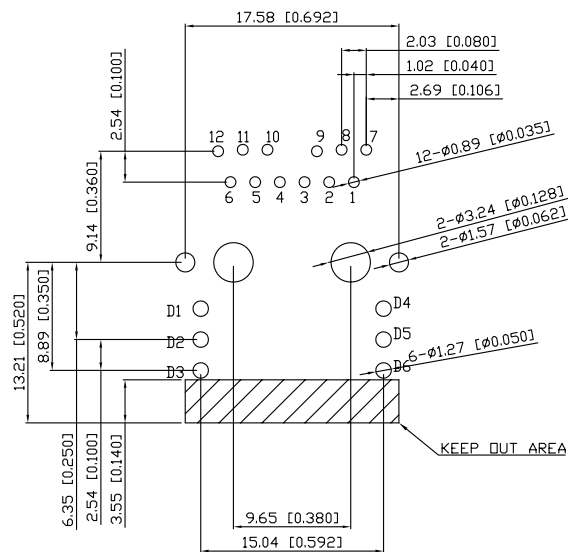 17.58 [0.692]
2.03 [0.080]
1.02 [0.040]
2.69 [0.106]
2.54 [0.100]
12 11 10 9 8 7
12-ø0.89 [ø0.035]
6 5 4 3 2 1
9.14 [0.360]
2-ø3.24 [ø0.128]
2-ø1.57 [ø0.062]
D1
D4
D2
D5
D3
D6
6-ø1.27 [ø0.050]
13.21 [0.520]
8.89 [0.350]
6.35 [0.250]
2.54 [0.100]
3.55 [0.140]
KEEP OUT AREA
9.65 [0.380]
15.04 [0.592]